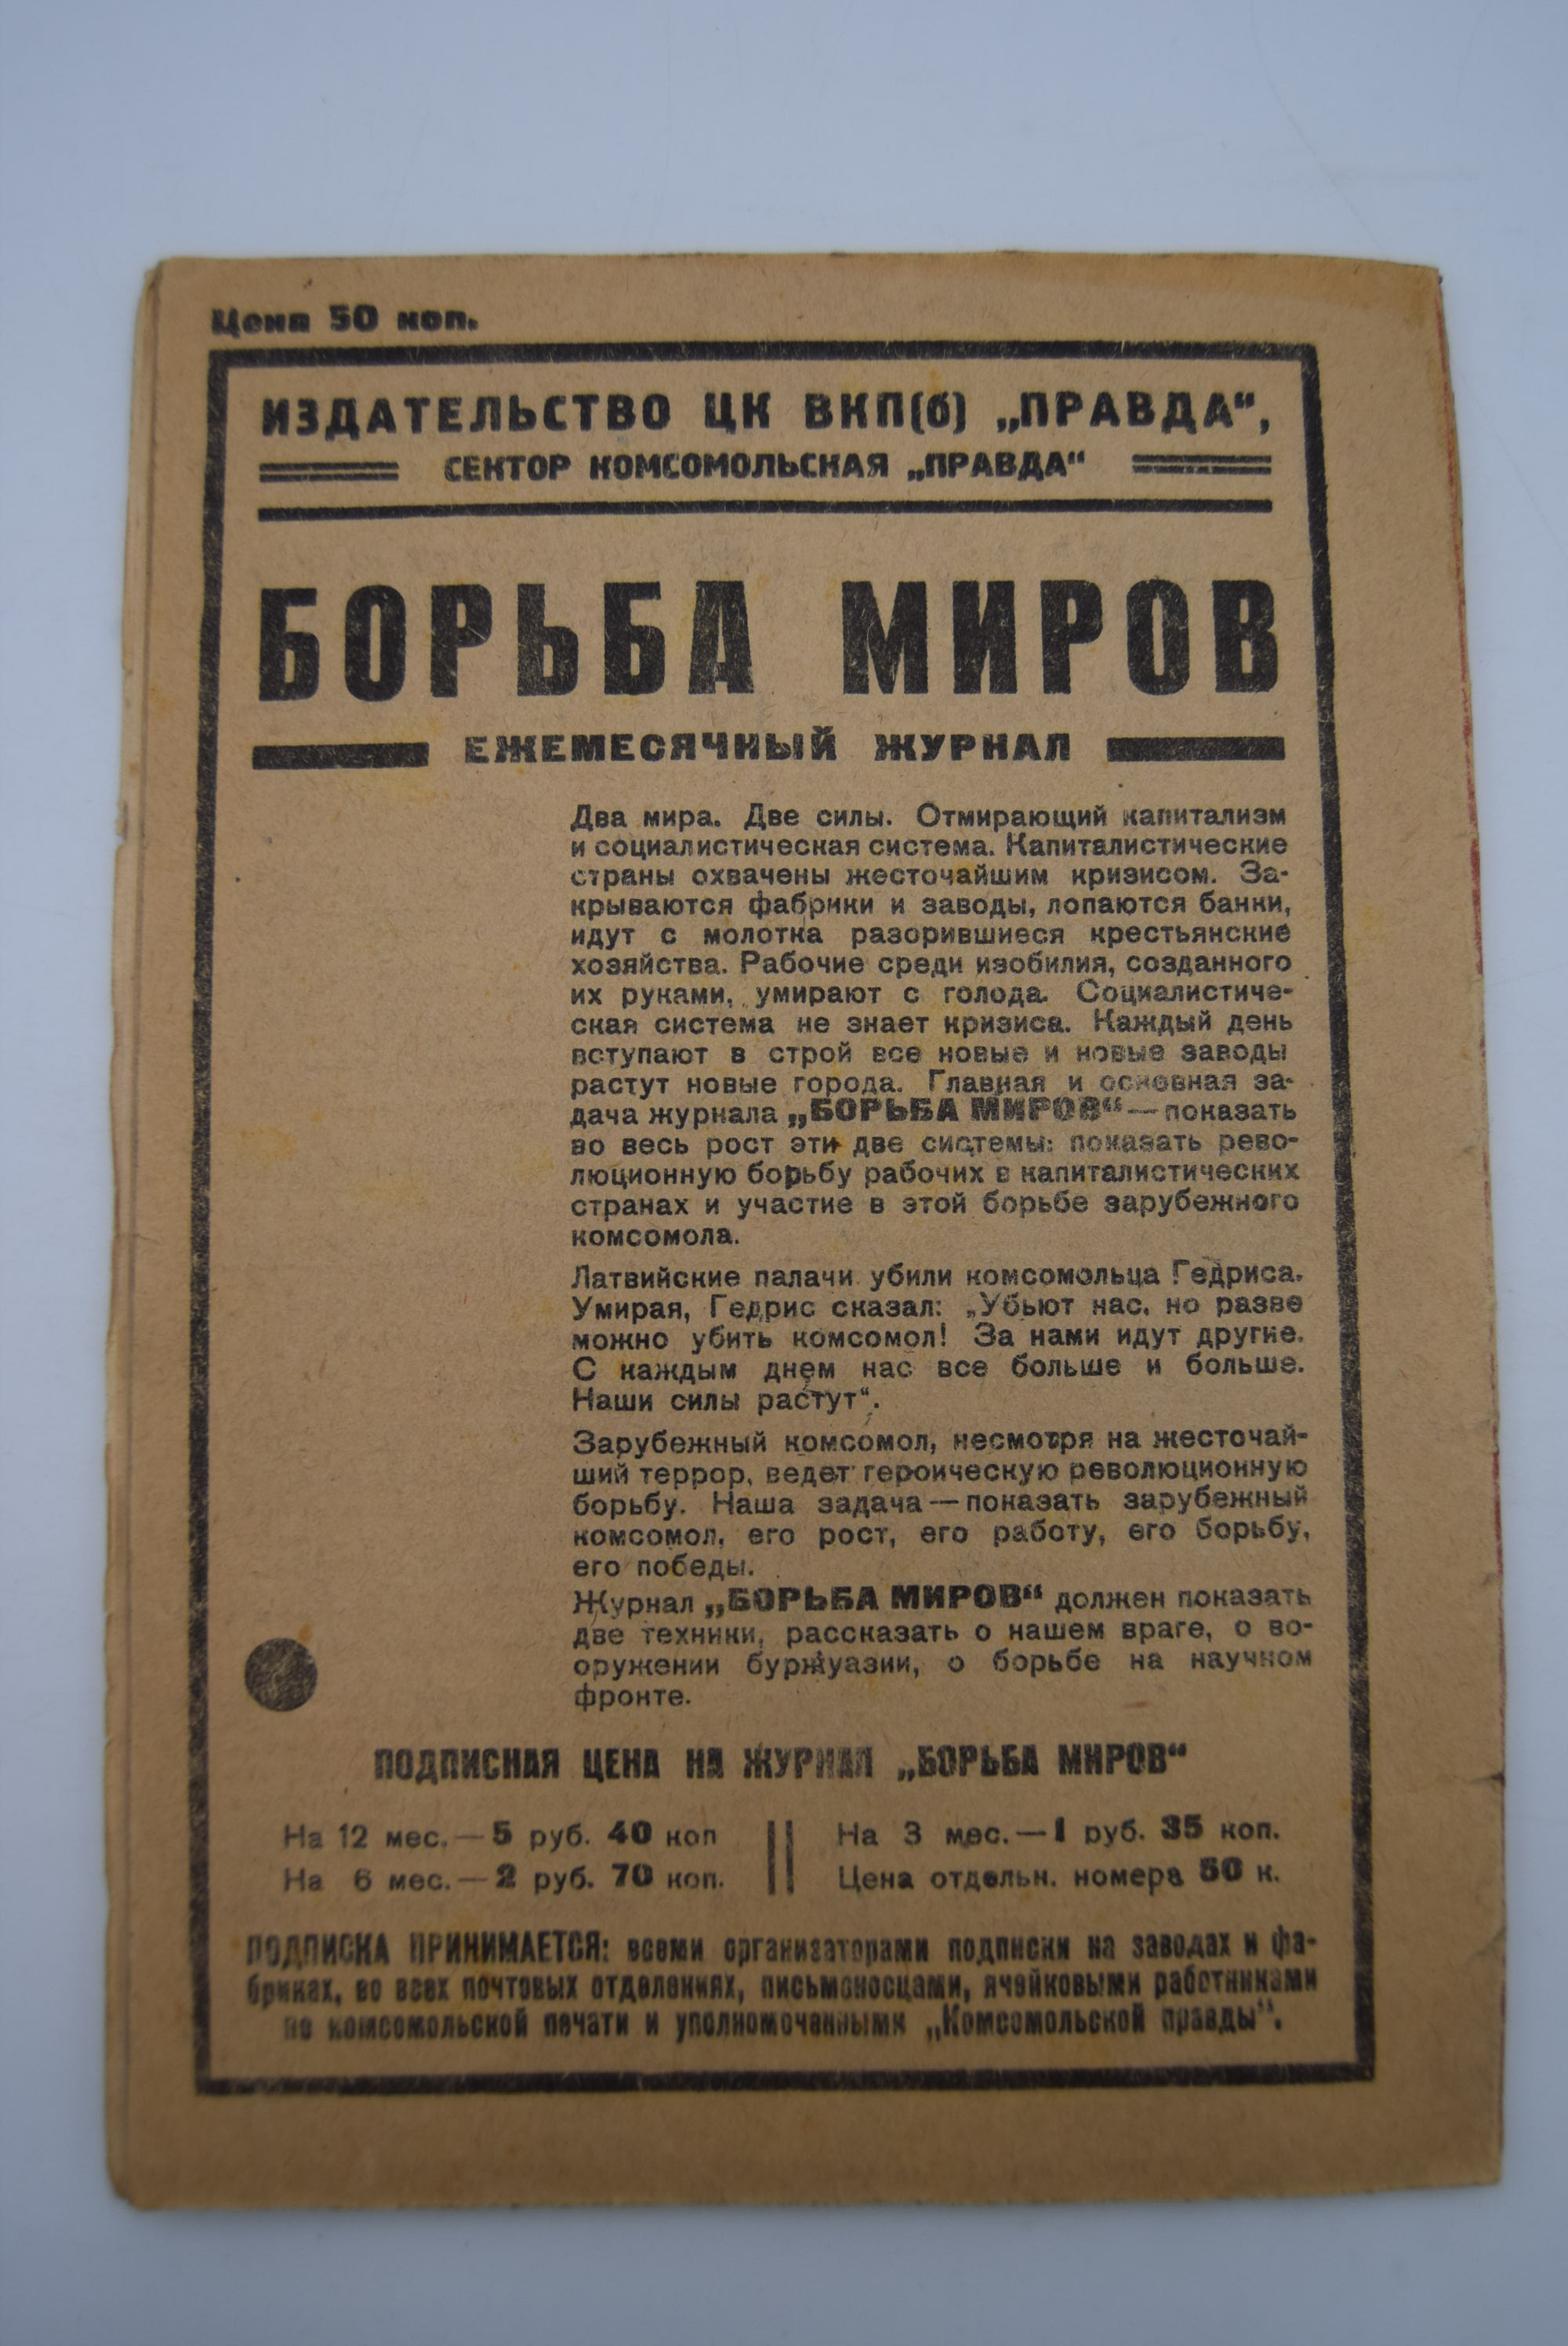 Цена 50 коп.
ИЗДАТЕЛЬСТВО ЦК ВКП(б) „ПРАВДА“,
СЕКТОР КОМСОМОЛЬСКАЯ „ПРАВДА“
БОРЬБА МИРОВ
ЕЖЕМЕСЯЧНЫЙ ЖУРНАЛ
Два мира. Две силы. Отмирающий капитализм
и социалистическая система. Капиталистические
страны охвачены жесточайшим кризисом. За-
крываются фабрики и заводы, лопаются банки,
идут с молотка разорившиеся крестьянские
хозяйства. Рабочие среди изобилия, созданного
их руками, умирают с голода. Социалистиче-
ская система не знает кризиса. Каждый день
вступают в строй все новые и новые заводы
растут новые города. Главная и основная за-
дача журнала „БОРЬБА МИРОВ“—показать
во весь рост эти две системы: показать рево-
люционную борьбу рабочих в капиталистических
странах и участие в этой борьбе зарубежного
комсомола.
Латвийские палачи убили комсомольца Гедриса.
Умирая, Гедрис сказал: „Убьют нас, но разве
можно убить комсомол! За нами идут другие.
С каждым днем нас все больше и больше.
Наши силы растут“.
Зарубежный комсомол, несмотря на жесточай-
ший террор, ведет героическую революционную
борьбу. Наша задача—показать зарубежный
комсомол, его рост, его работу, его борьбу,
его победы.
Журнал „БОРЬБА МИРОВ“ должен показать
две техники, рассказать о нашем враге, о во-
оружении буржуазии, о борьбе на научном
фронте.
ПОДПИСНАЯ ЦЕНА НА ЖУРНАЛ „БОРЬБА МИРОВ“
На 12 мес.—5 руб. 40 коп
На 6 мес.—2 руб. 70 коп.
На 3 мес.—1 руб. 35 коп.
Цена отдельн. номера 50 к.
ПОДПИСКА ПРИНИМАЕТСЯ: всеми организаторами подписки на заводах и фа-
бриках, во всех почтовых отделениях, письмоносцами, ячейковыми работниками
по комсомольской печати и уполномоченными „Комсомольской правды“.